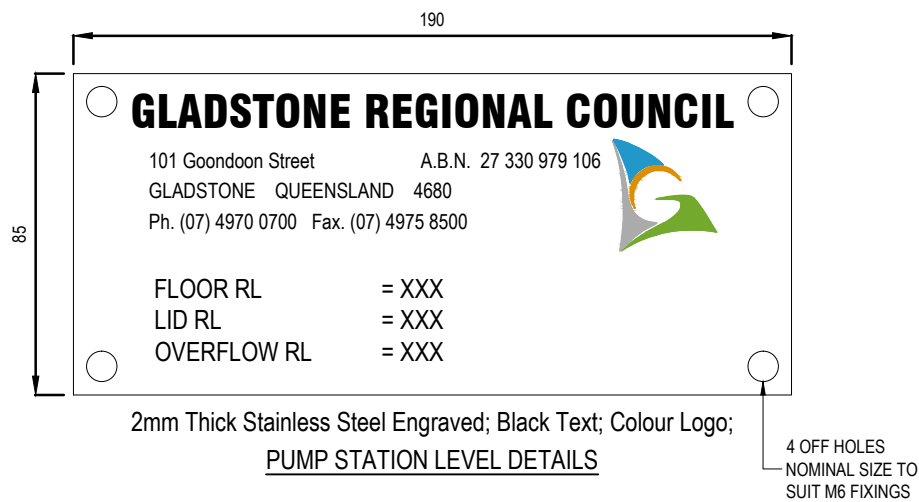 190
85
GLADSTONE REGIONAL COUNCIL
101 Goondoon Street A.B.N. 27 330 979 106
GLADSTONE QUEENSLAND 4680
Ph. (07) 4970 0700 Fax. (07) 4975 8500
FLOOR RL = XXX
LID RL = XXX
OVERFLOW RL = XXX
2mm Thick Stainless Steel Engraved; Black Text; Colour Logo;
PUMP STATION LEVEL DETAILS
4 OFF HOLES
NOMINAL SIZE TO
SUIT M6 FIXINGS